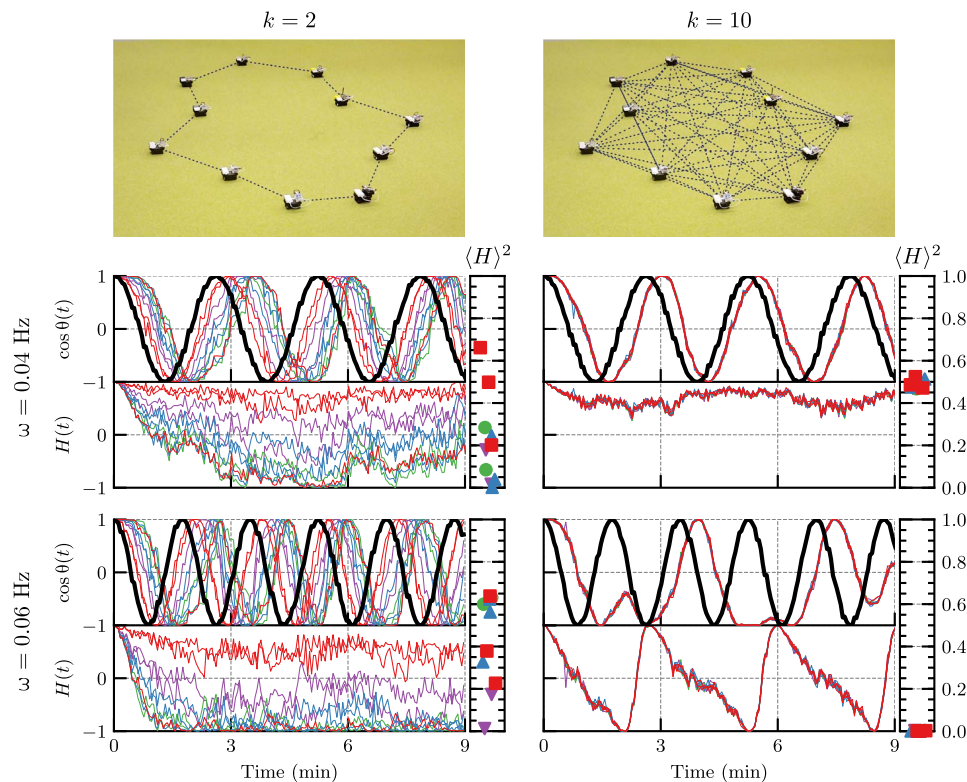 k = 2
k = 10
⟨H⟩²
⟨H⟩²
ω = 0.04 Hz
cos θ(t)
1
0
−1
H(t)
0
−1
1.0
0.8
0.6
0.4
0.2
0.0
ω = 0.06 Hz
cos θ(t)
1
0
−1
H(t)
0
−1
1.0
0.8
0.6
0.4
0.2
0.0
0 3 6 9
0 3 6 9
Time (min)
Time (min)